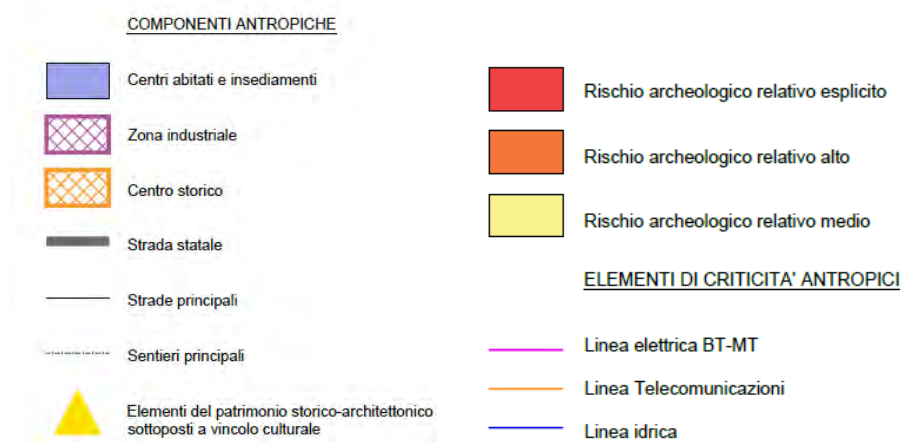 COMPONENTI ANTROPICHE
Centri abitati e insediamenti
Zona industriale
Centro storico
Strada statale
Strade principali
Sentieri principali
Elementi del patrimonio storico-architettonico
sottoposti a vincolo culturale
Rischio archeologico relativo esplicito
Rischio archeologico relativo alto
Rischio archeologico relativo medio
ELEMENTI DI CRITICITA' ANTROPICI
Linea elettrica BT-MT
Linea Telecomunicazioni
Linea idrica